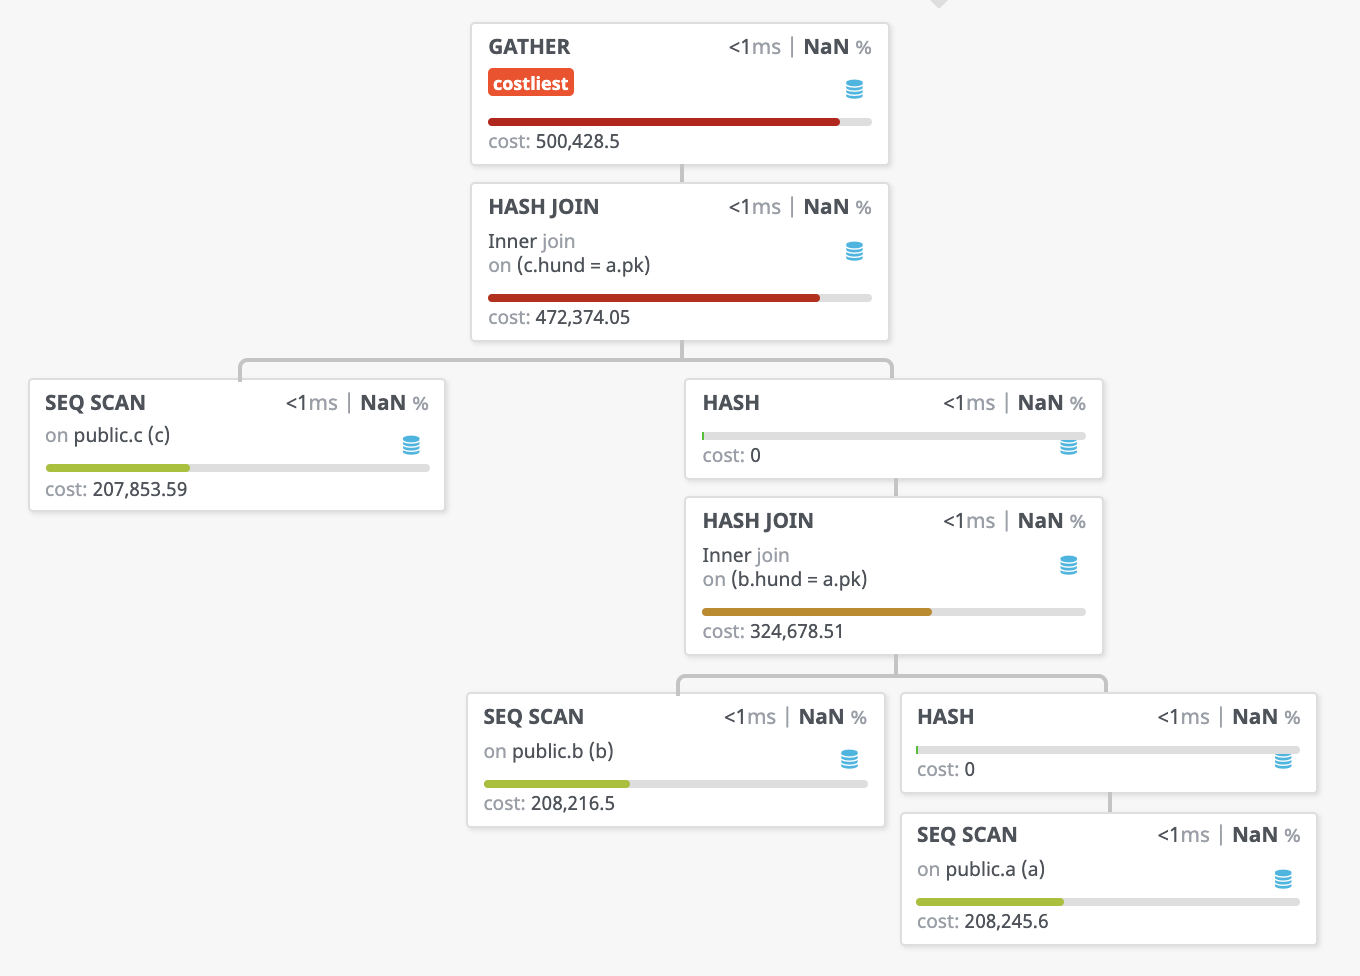 GATHER <1ms | NaN %
costliest
cost: 500,428.5
HASH JOIN <1ms | NaN %
Inner join
on (c.hund = a.pk)
cost: 472,374.05
SEQ SCAN <1ms | NaN %
on public.c (c)
cost: 207,853.59
HASH <1ms | NaN %
cost: 0
HASH JOIN <1ms | NaN %
Inner join
on (b.hund = a.pk)
cost: 324,678.51
SEQ SCAN <1ms | NaN %
on public.b (b)
cost: 208,216.5
HASH <1ms | NaN %
cost: 0
SEQ SCAN <1ms | NaN %
on public.a (a)
cost: 208,245.6